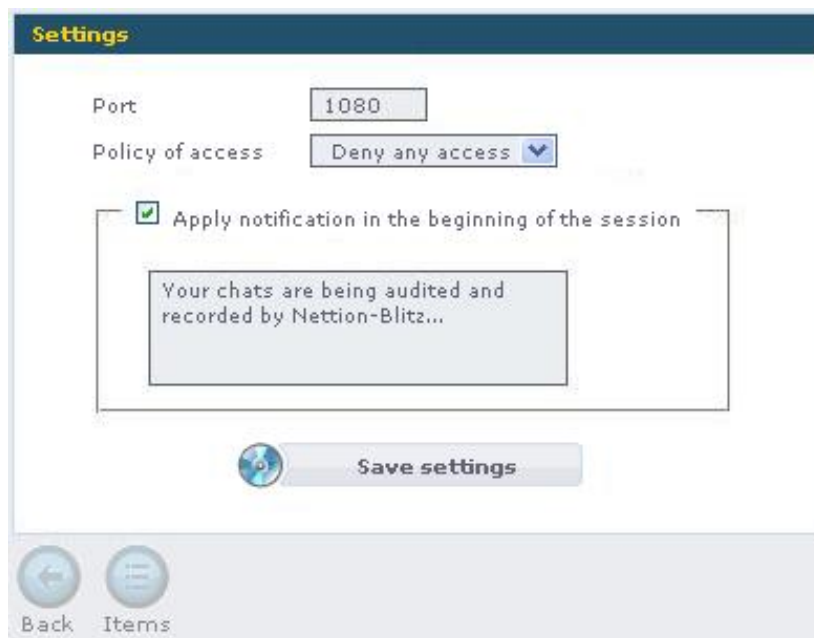 Settings
Port 1080
Policy of access Deny any access
Apply notification in the beginning of the session
Your chats are being audited and
recorded by Nettion-Blitz...
Save settings
Back Items